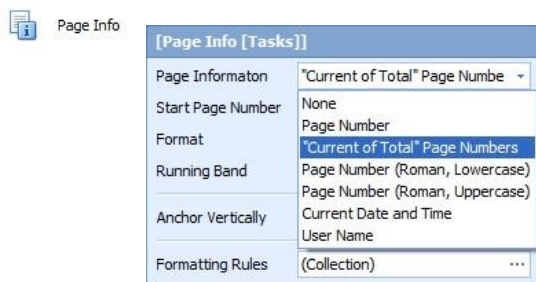 Page Info
[Page Info [Tasks]]
Page Informaton "Current of Total" Page Numbe
Start Page Number
None
Page Number
Format
"Current of Total" Page Numbers
Running Band
Page Number (Roman, Lowercase)
Page Number (Roman, Uppercase)
Anchor Vertically
Current Date and Time
User Name
Formatting Rules (Collection) ...